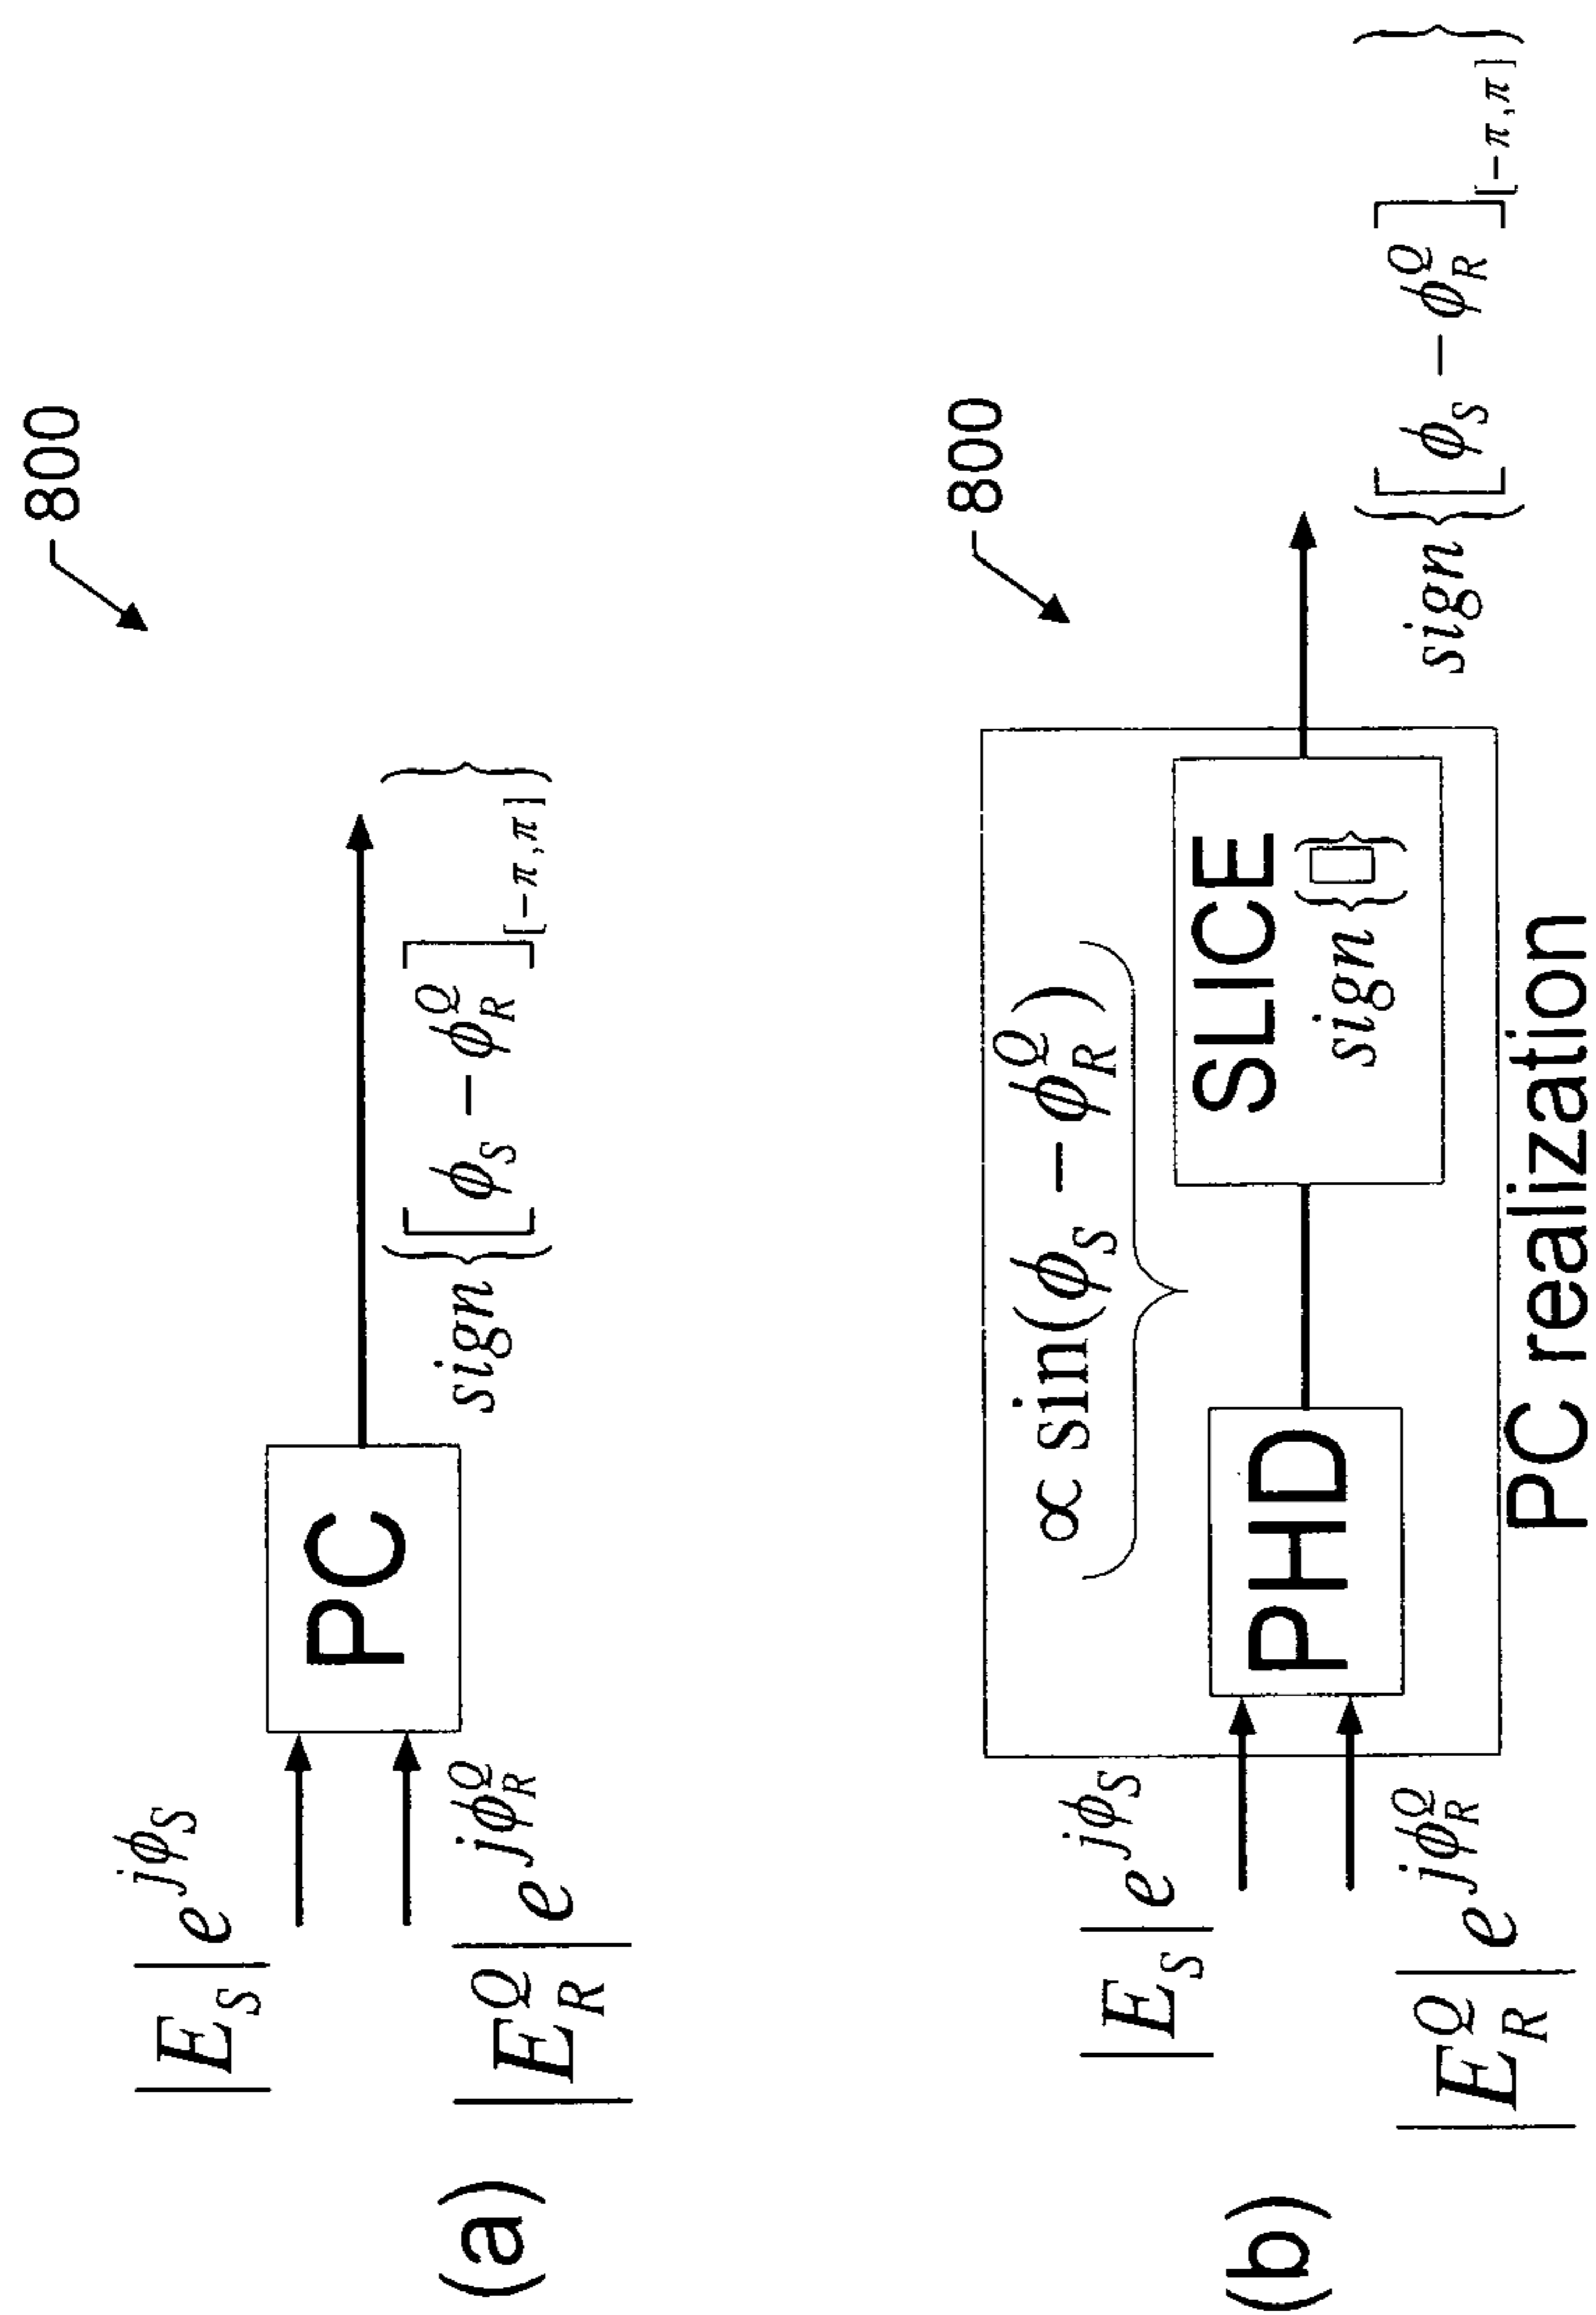 800
|E_S|e^{jϕ_S}
|E_R^Q|e^{jϕ_R^Q}
PC
sign{[ϕ_S − ϕ_R^Q]_{[−π,π]}}
(a)
800
|E_S|e^{jϕ_S}
|E_R^Q|e^{jϕ_R^Q}
∝ sin(ϕ_S − ϕ_R^Q)
PHD
SLICE
sign{□}
sign{[ϕ_S − ϕ_R^Q]_{[−π,π]}}
PC realization
(b)